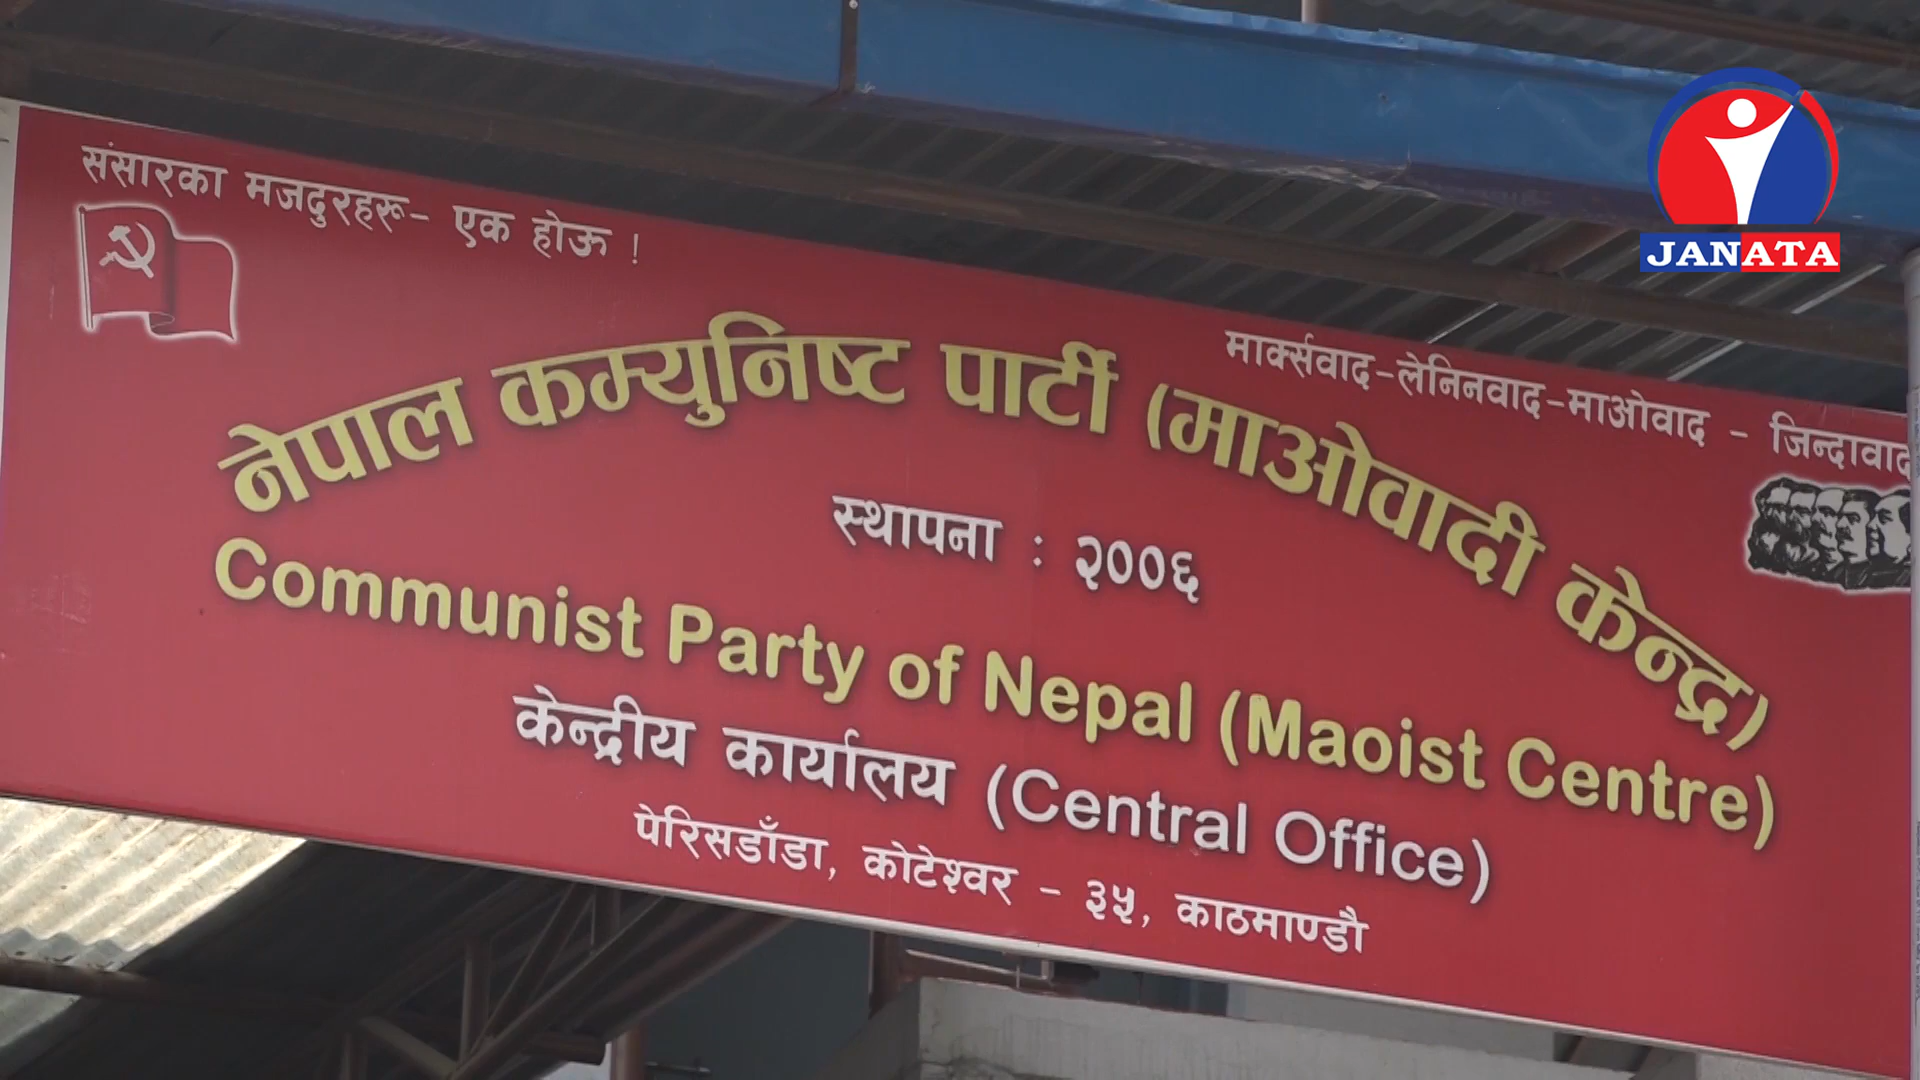 संसारका मजदुरहरू- एक होऊ !
मार्क्सवाद-लेनिनवाद-माओवाद - जिन्दावाद
नेपाल कम्युनिष्ट पार्टी (माओवादी केन्द्र)
स्थापना : २००६
Communist Party of Nepal (Maoist Centre)
केन्द्रीय कार्यालय (Central Office)
पेरिसडाँडा, कोटेश्वर - ३५, काठमाण्डौ
JANATA